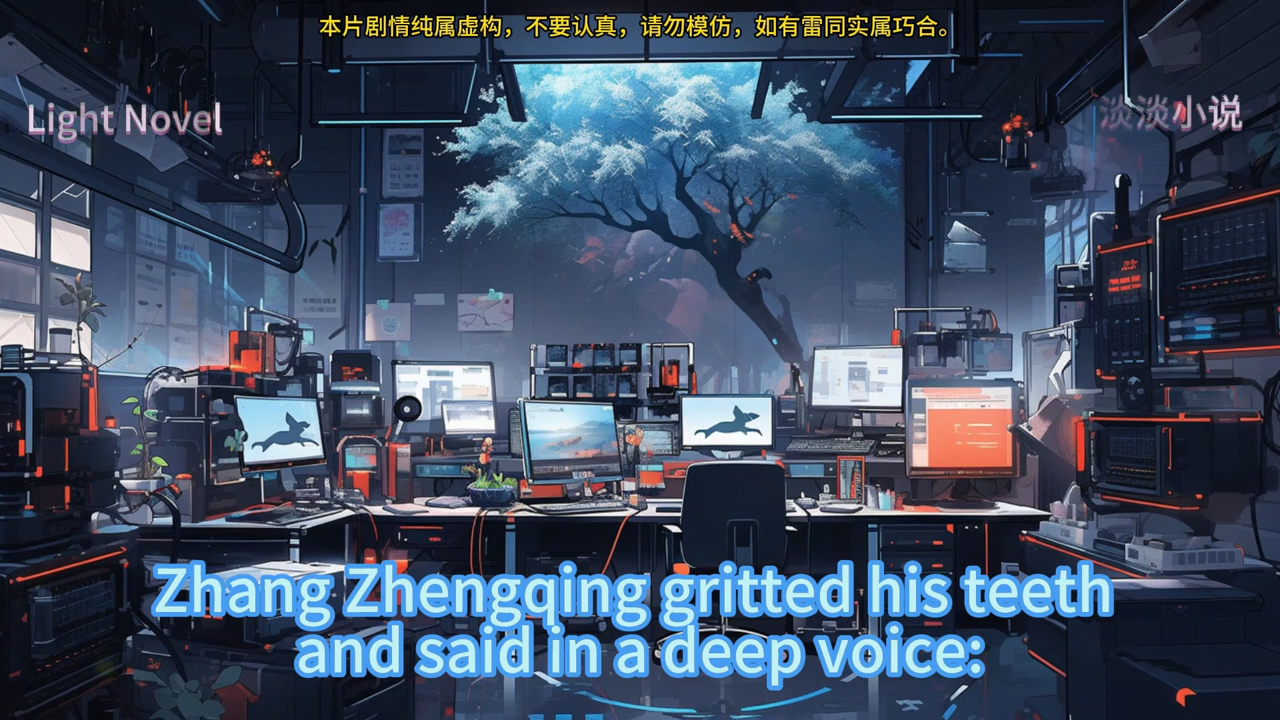 本片剧情纯属虚构，不要认真，请勿模仿，如有雷同实属巧合。
Light Novel
淡淡小说
Zhang Zhengqing gritted his teeth
and said in a deep voice: